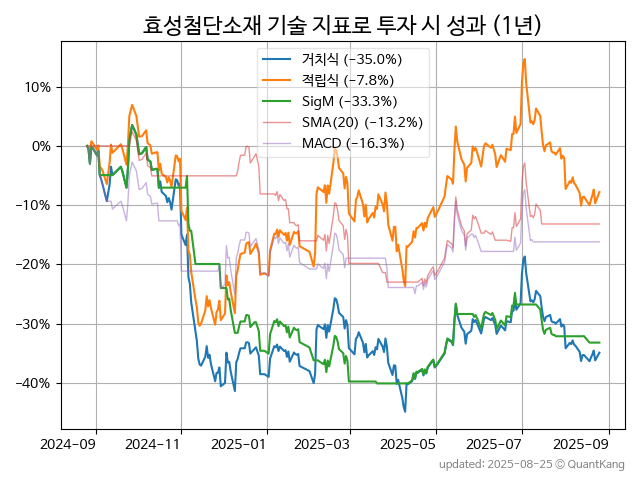 효성첨단소재 기술 지표로 투자 시 성과 (1년)
거치식 (−35.0%)
적립식 (−7.8%)
SigM (−33.3%)
SMA(20) (−13.2%)
MACD (−16.3%)
10%
0%
−10%
−20%
−30%
−40%
2024-09 2024-11 2025-01 2025-03 2025-05 2025-07 2025-09
updated: 2025-08-25 © QuantKang